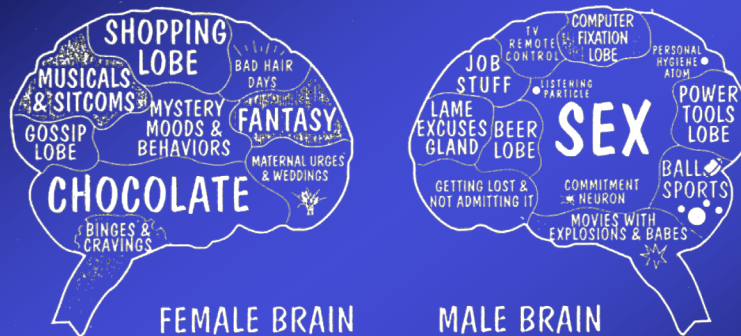 SHOPPING
LOBE
BAD HAIR
DAYS
MUSICALS
& SITCOMS
MYSTERY
MOODS &
BEHAVIORS
FANTASY
GOSSIP
LOBE
MATERNAL URGES
& WEDDINGS
CHOCOLATE
BINGES &
CRAVINGS
FEMALE BRAIN
TV
REMOTE
CONTROL
COMPUTER
FIXATION
LOBE
PERSONAL
HYGIENE
ATOM
JOB
STUFF
LISTENING
PARTICLE
POWER
TOOLS
LOBE
LAME
EXCUSES
GLAND
BEER
LOBE
SEX
BALL
SPORTS
GETTING LOST &
NOT ADMITTING IT
COMMITMENT
NEURON
MOVIES WITH
EXPLOSIONS & BABES
MALE BRAIN